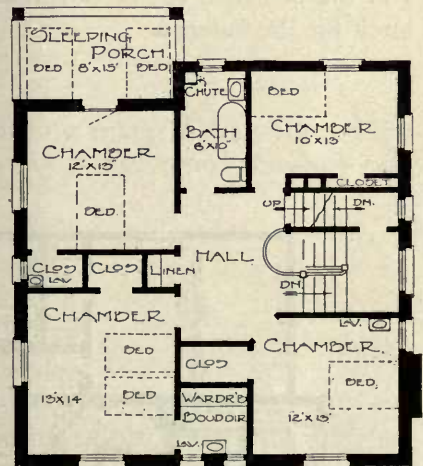 SLEEPING
PORCH
8'x15'
BED
BED
CHUTE
BATH
8'x10'
BED
CHAMBER
10'x13'
CLOSET
CHAMBER
12'x15'
BED
UP
DN.
HALL
DN.
CLOS
LAV.
CLOS
LINEN
CHAMBER
BED
BED
13'x14
CLOS
WARDR'B
BOUDOIR
LAV.
LAV.
CHAMBER.
BED.
12'x13'